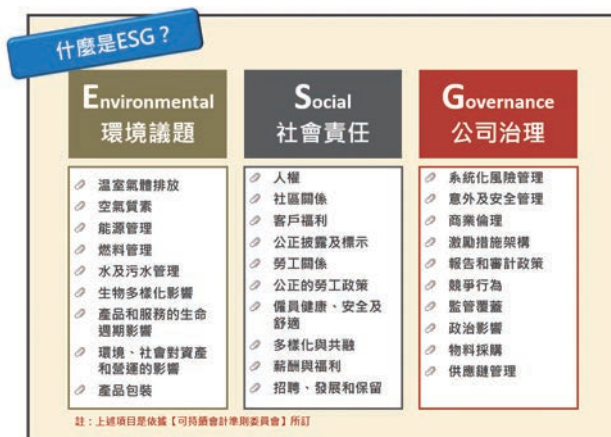 什麼是ESG？
Environmental
環境議題
溫室氣體排放
空氣質素
能源管理
燃料管理
水及污水管理
生物多樣化影響
產品和服務的生命
週期影響
環境、社會對資產
和營運的影響
產品包裝
Social
社會責任
人權
社區關係
客戶福利
公正披露及標示
勞工關係
公正的勞工政策
僱員健康、安全及
舒適
多樣化與共融
薪酬與福利
招聘、發展和保留
Governance
公司治理
系統化風險管理
意外及安全管理
商業倫理
激勵措施架構
報告和審計政策
競爭行為
監管覆蓋
政治影響
物料採購
供應鏈管理
註：上述項目是依據【可持續會計準則委員會】所訂